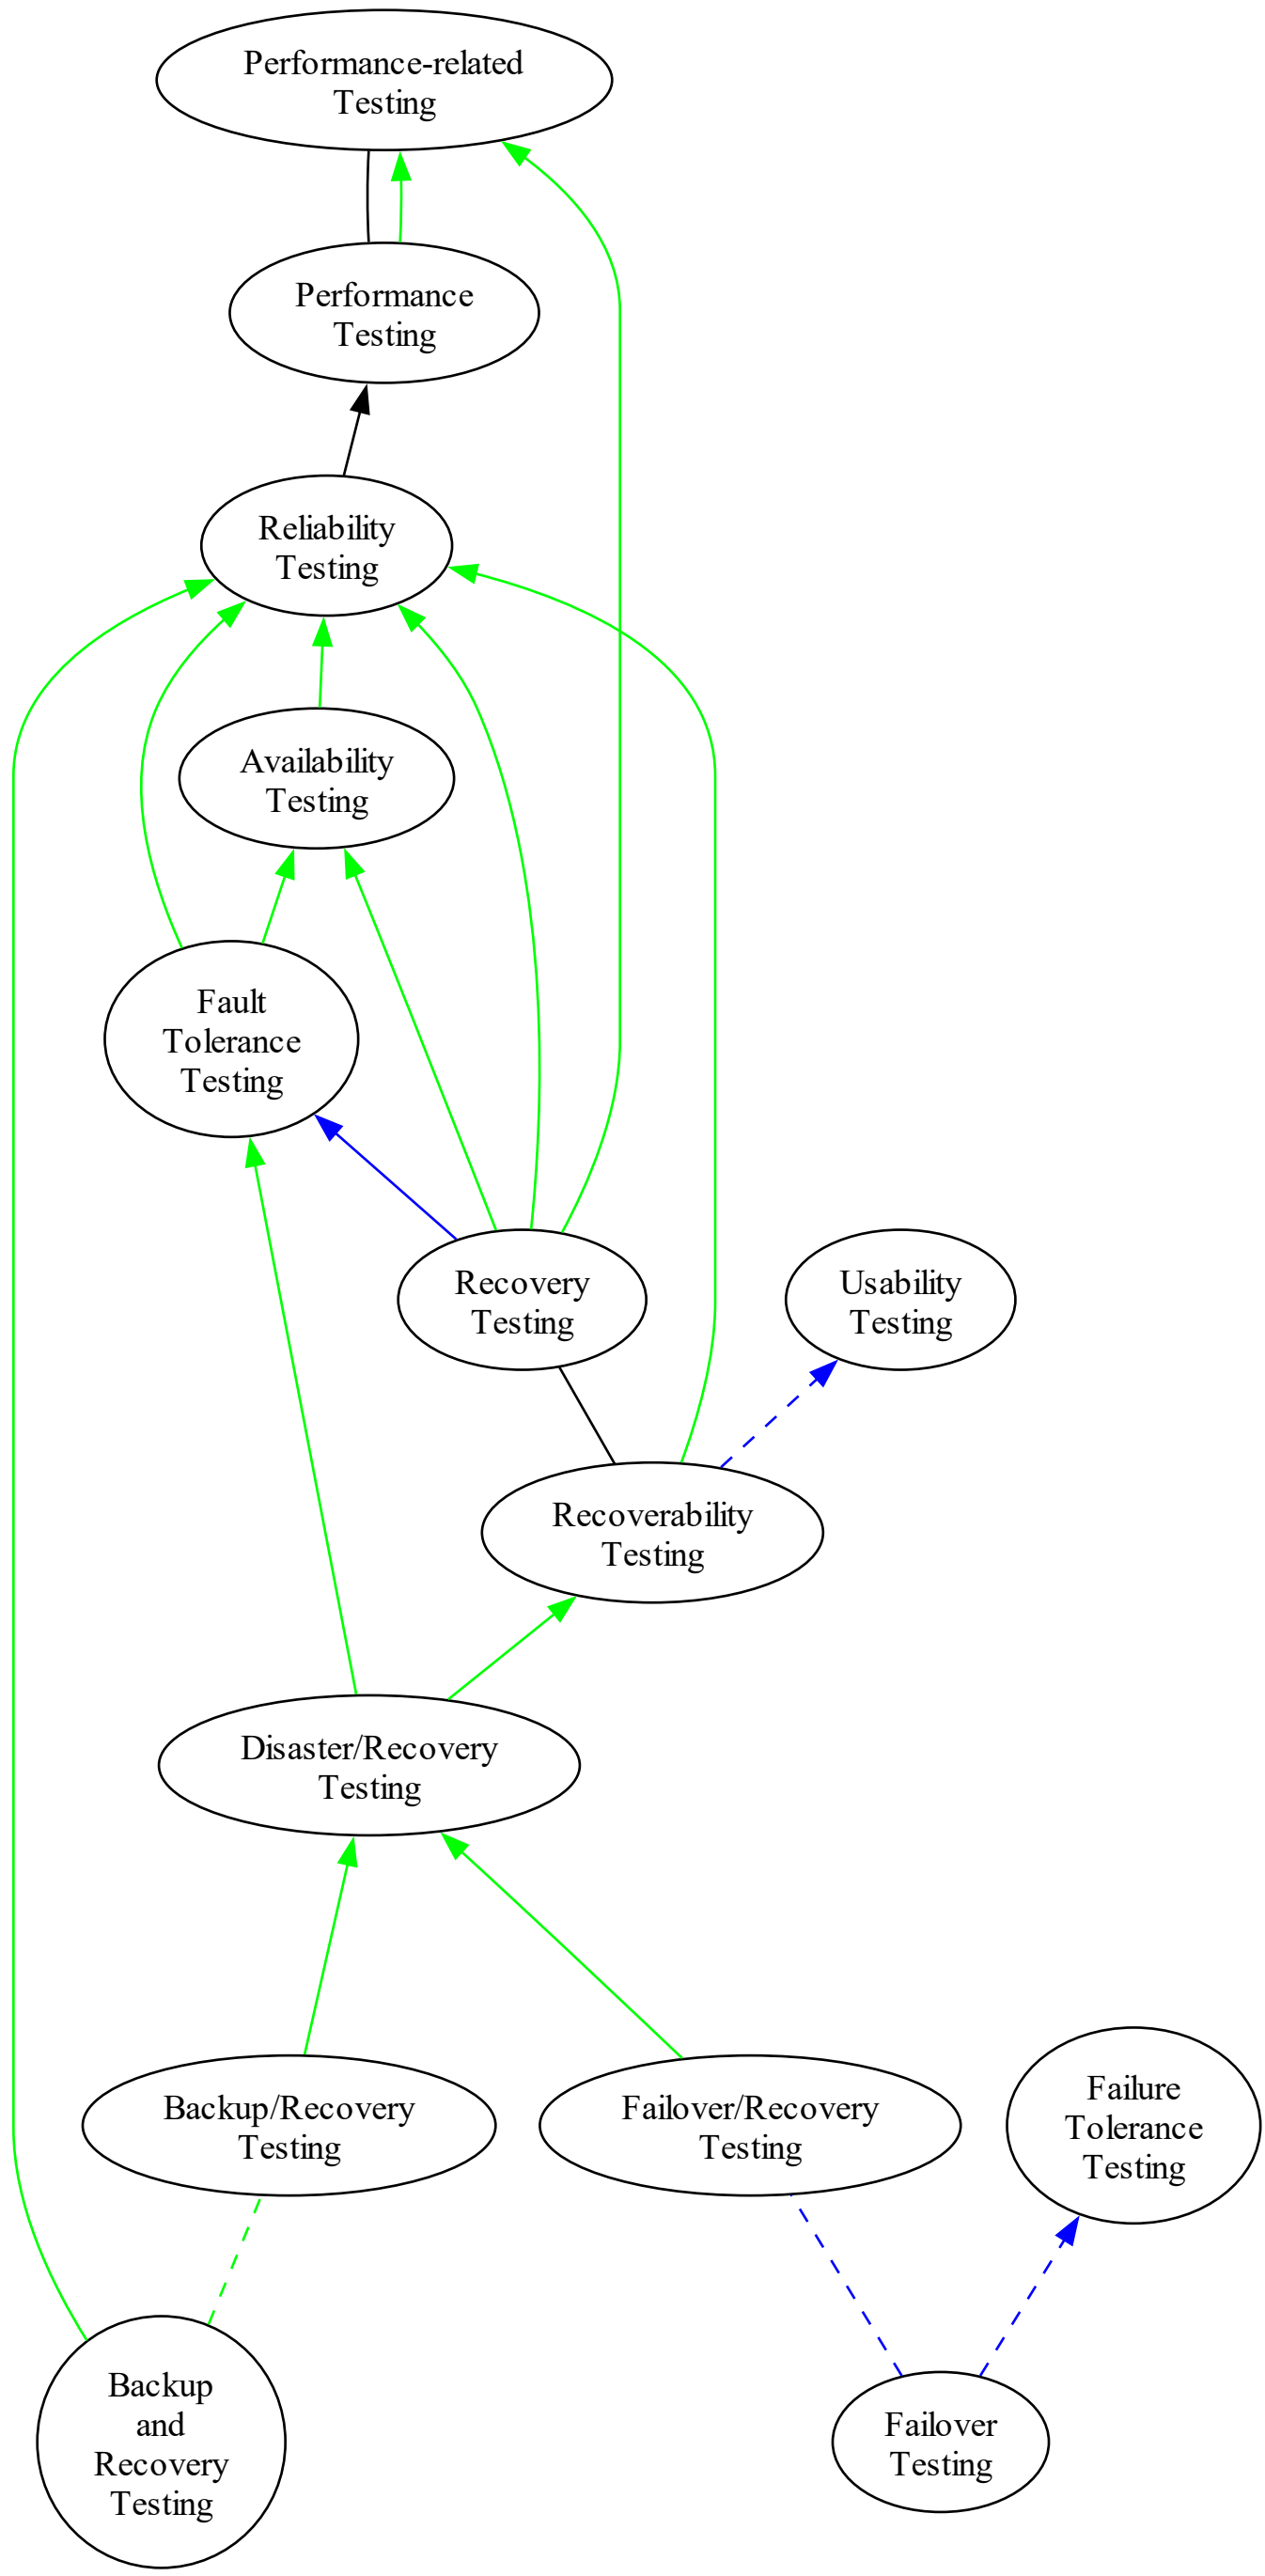 Performance-related
Testing
Performance
Testing
Reliability
Testing
Availability
Testing
Fault
Tolerance
Testing
Recovery
Testing
Usability
Testing
Recoverability
Testing
Disaster/Recovery
Testing
Backup/Recovery
Testing
Failover/Recovery
Testing
Failure
Tolerance
Testing
Backup
and
Recovery
Testing
Failover
Testing